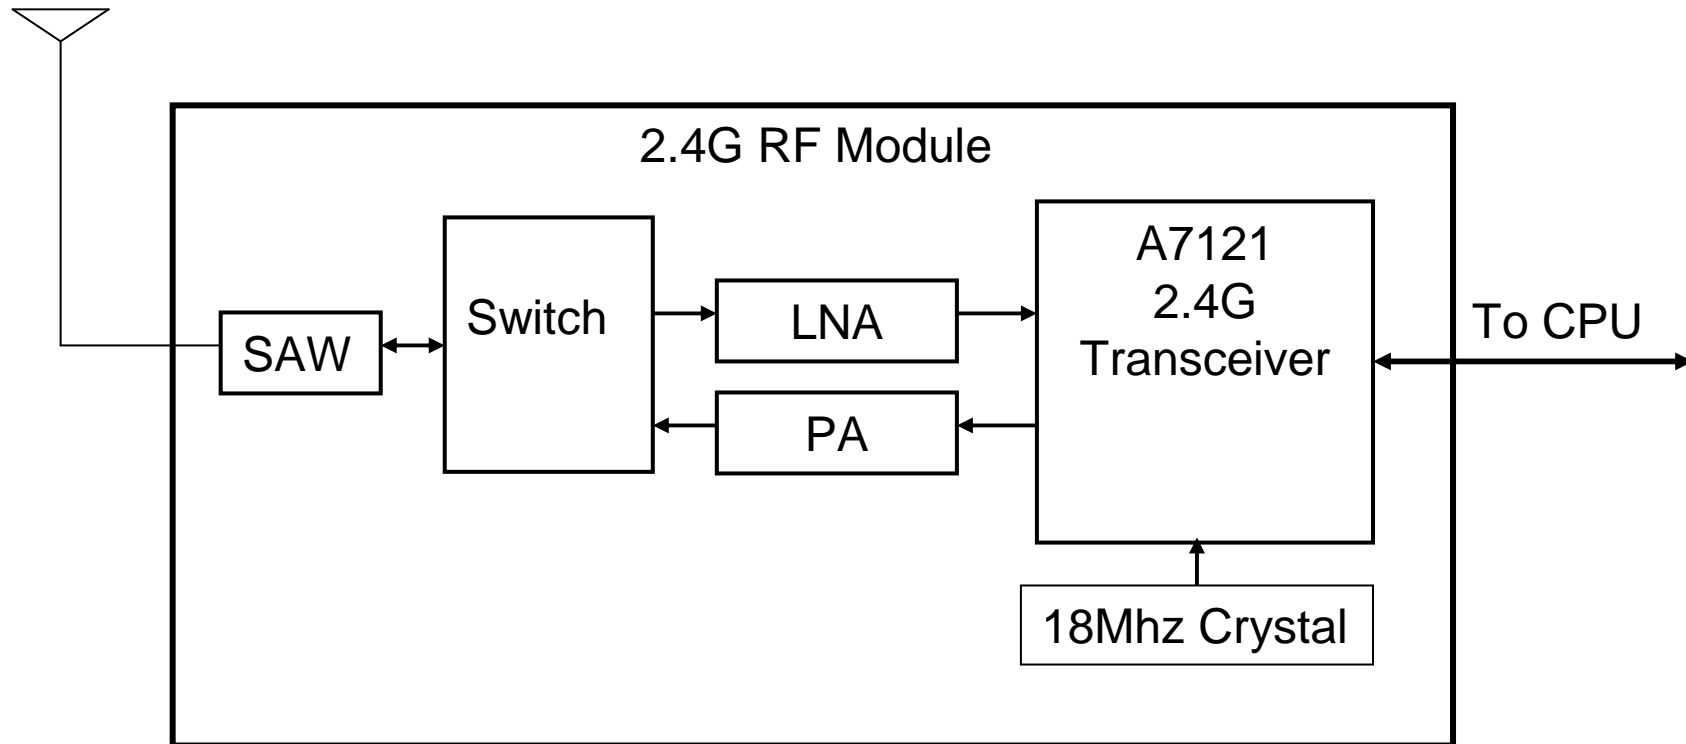 2.4G RF Module
SAW
Switch
LNA
PA
A7121
2.4G
Transceiver
To CPU
18Mhz Crystal